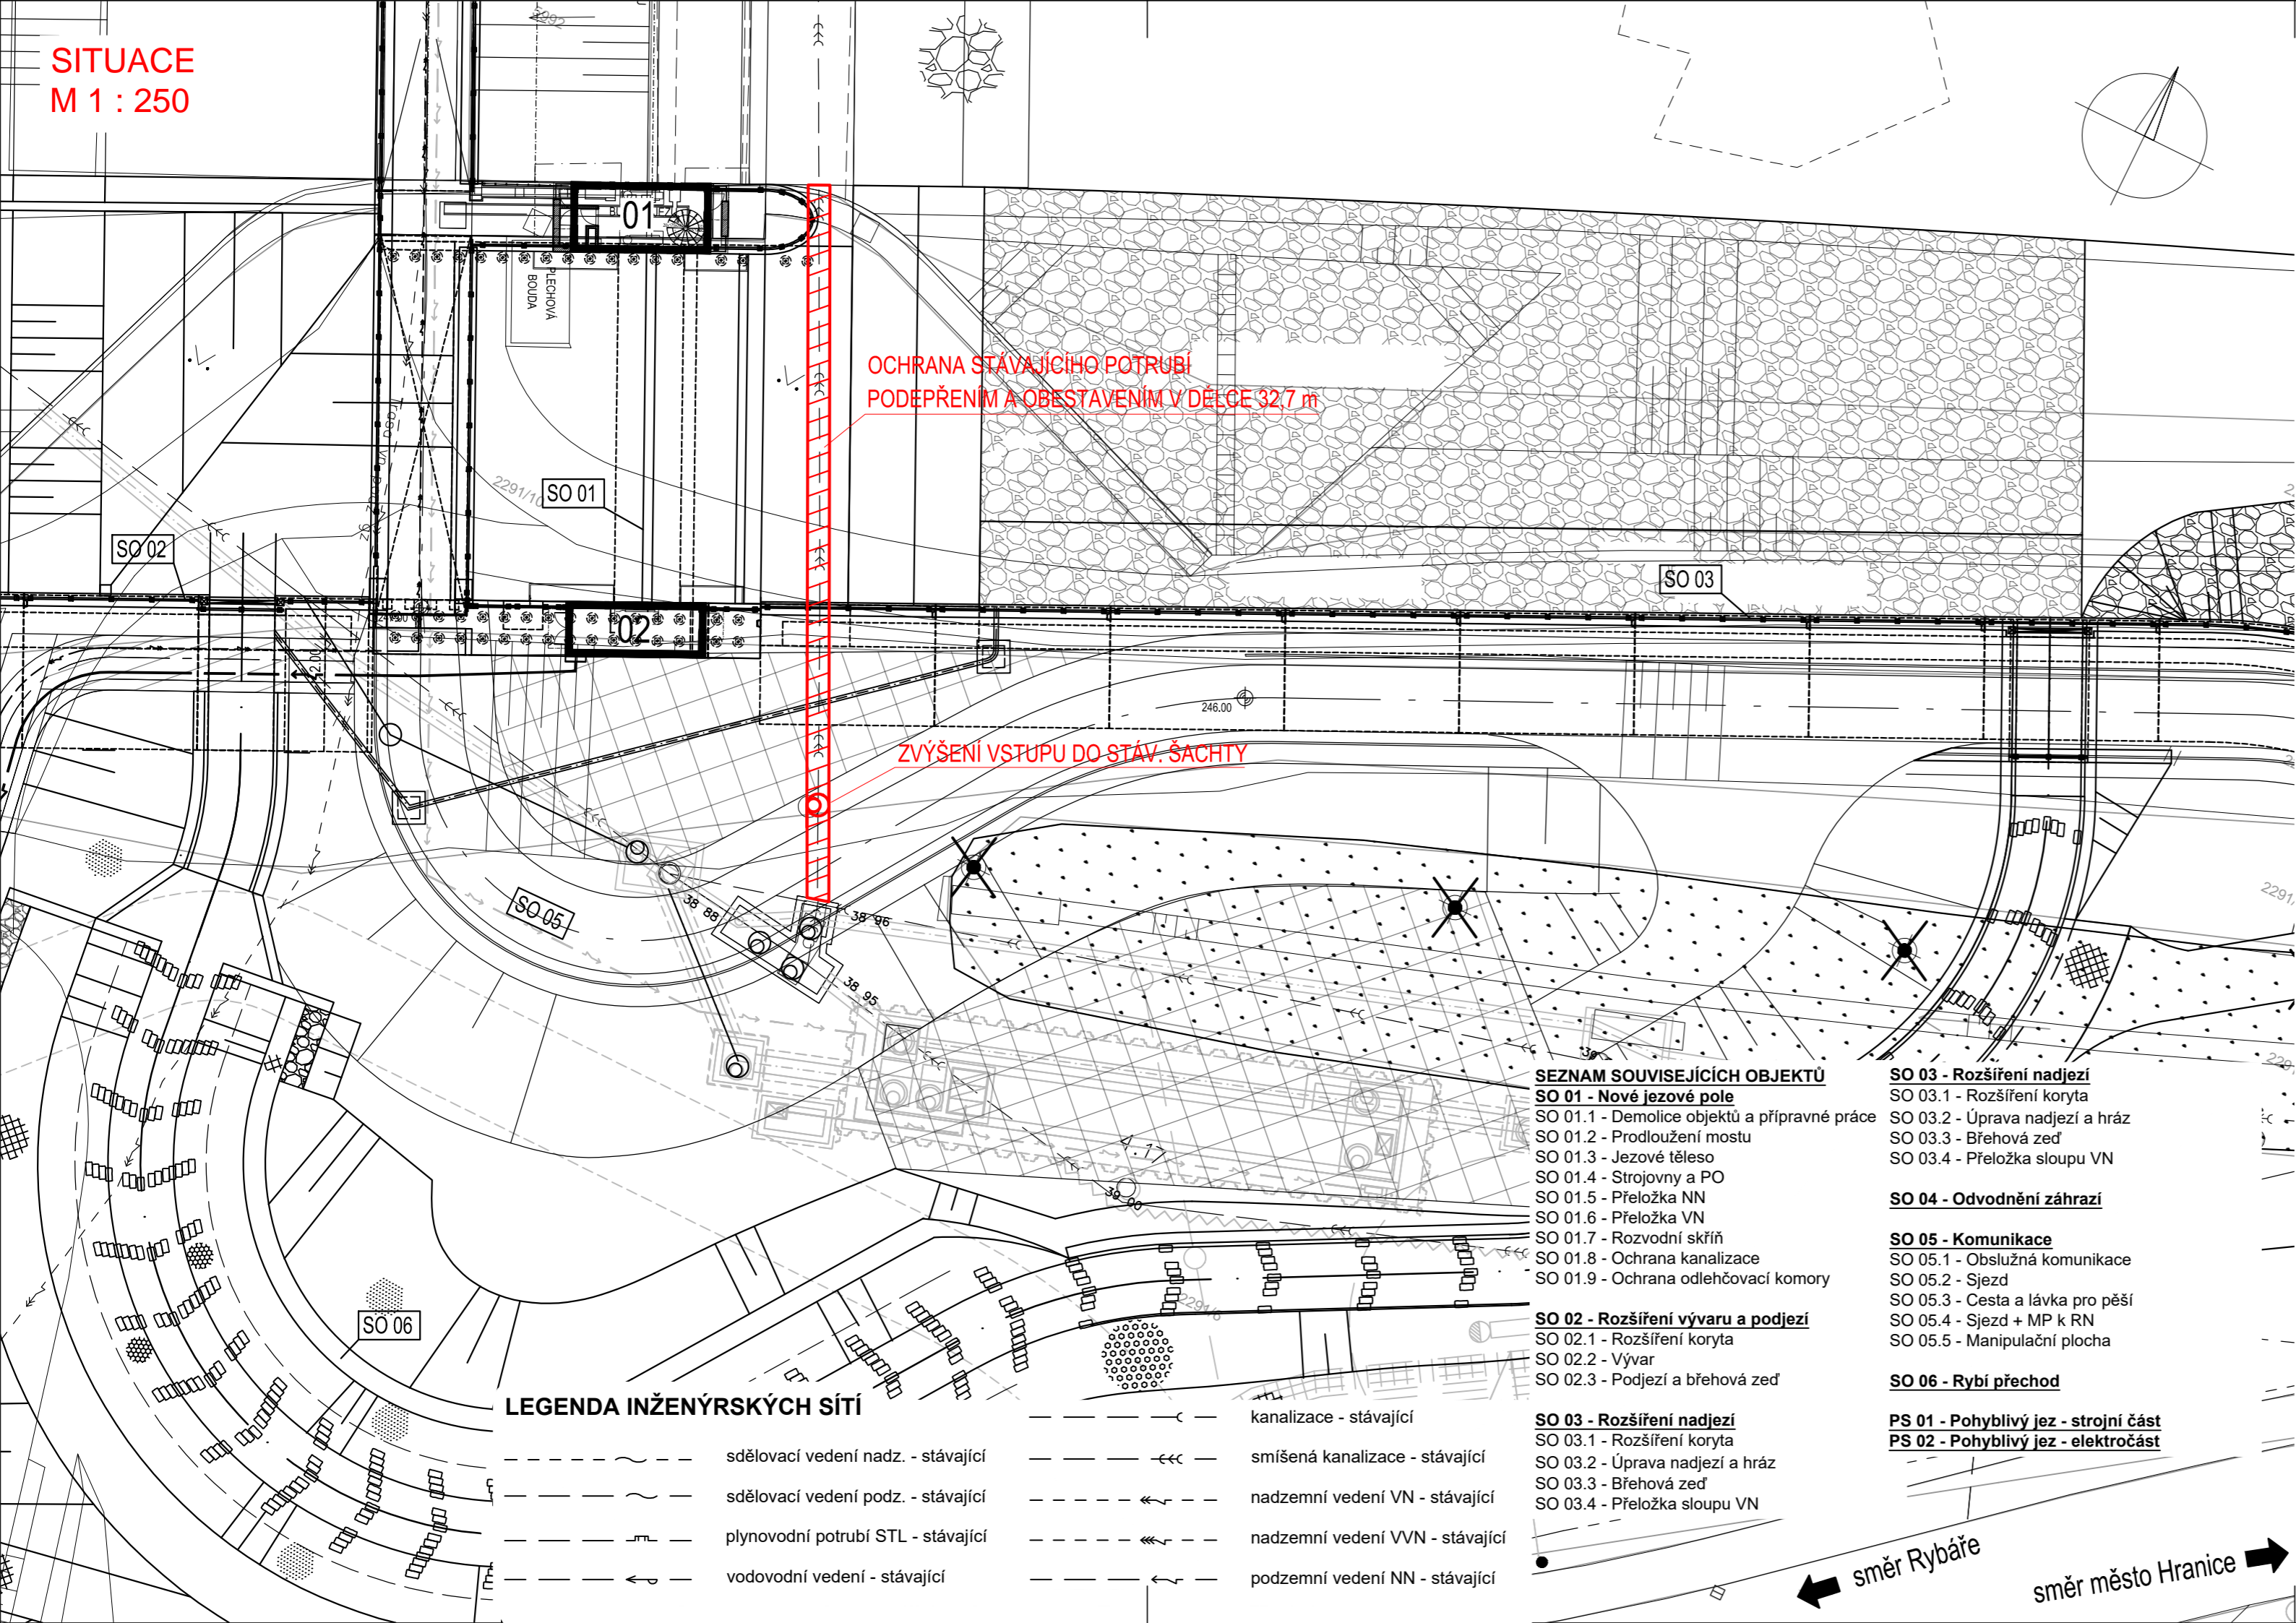 SITUACE
M 1 : 250
5992
01
PLECHOVÁ
BOUDA
OCHRANA STÁVAJÍCÍHO POTRUBÍ
PODEPŘENÍM A OBESTAVENÍM V DÉLCE 32,7 m
2291/10
SO 01
SO 02
SO 03
02
2.00
246.00
ZVÝŠENÍ VSTUPU DO STÁV. ŠACHTY
SO 05
38 88
38 96
38 95
2291/
4.17
39 00
2291/6
SO 06
SEZNAM SOUVISEJÍCÍCH OBJEKTŮ
SO 01 - Nové jezové pole
SO 01.1 - Demolice objektů a přípravné práce
SO 01.2 - Prodloužení mostu
SO 01.3 - Jezové těleso
SO 01.4 - Strojovny a PO
SO 01.5 - Přeložka NN
SO 01.6 - Přeložka VN
SO 01.7 - Rozvodní skříň
SO 01.8 - Ochrana kanalizace
SO 01.9 - Ochrana odlehčovací komory
SO 02 - Rozšíření vývaru a podjezí
SO 02.1 - Rozšíření koryta
SO 02.2 - Vývar
SO 02.3 - Podjezí a břehová zeď
SO 03 - Rozšíření nadjezí
SO 03.1 - Rozšíření koryta
SO 03.2 - Úprava nadjezí a hráz
SO 03.3 - Břehová zeď
SO 03.4 - Přeložka sloupu VN
SO 03 - Rozšíření nadjezí
SO 03.1 - Rozšíření koryta
SO 03.2 - Úprava nadjezí a hráz
SO 03.3 - Břehová zeď
SO 03.4 - Přeložka sloupu VN
SO 04 - Odvodnění záhrazí
SO 05 - Komunikace
SO 05.1 - Obslužná komunikace
SO 05.2 - Sjezd
SO 05.3 - Cesta a lávka pro pěší
SO 05.4 - Sjezd + MP k RN
SO 05.5 - Manipulační plocha
SO 06 - Rybí přechod
PS 01 - Pohyblivý jez - strojní část
PS 02 - Pohyblivý jez - elektročást
LEGENDA INŽENÝRSKÝCH SÍTÍ
sdělovací vedení nadz. - stávající
sdělovací vedení podz. - stávající
plynovodní potrubí STL - stávající
vodovodní vedení - stávající
kanalizace - stávající
smíšená kanalizace - stávající
nadzemní vedení VN - stávající
nadzemní vedení VVN - stávající
podzemní vedení NN - stávající
směr Rybáře
směr město Hranice